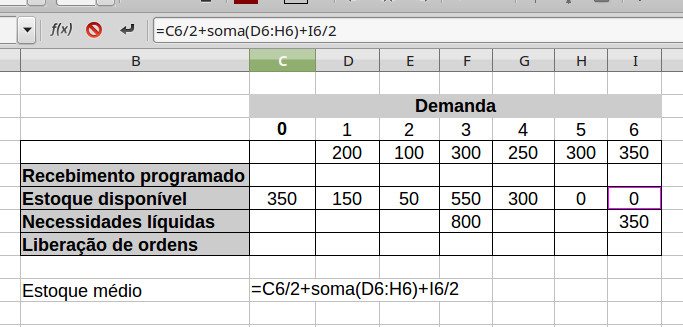 f(x) =C6/2+soma(D6:H6)+I6/2
B C D E F G H I
Demanda
0 1 2 3 4 5 6
200 100 300 250 300 350
Recebimento programado
Estoque disponível 350 150 50 550 300 0 0
Necessidades líquidas 800 350
Liberação de ordens
Estoque médio =C6/2+soma(D6:H6)+I6/2